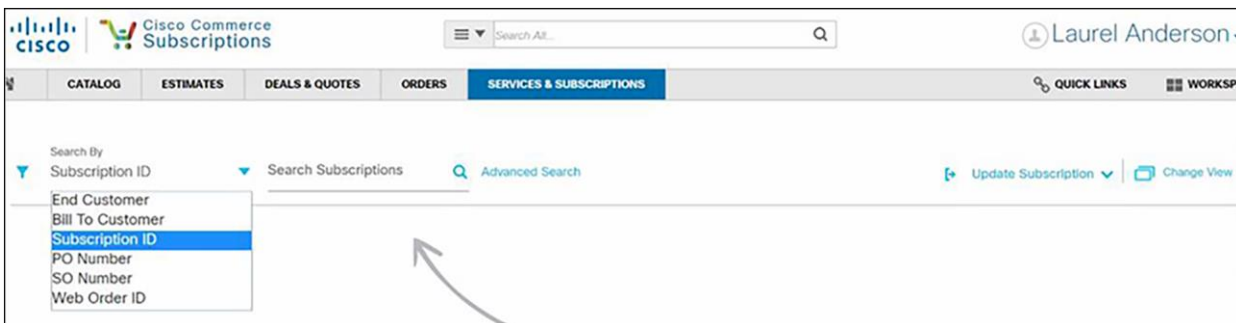 CISCO
Cisco Commerce
Subscriptions
Search All...
Laurel Anderson
CATALOG ESTIMATES DEALS & QUOTES ORDERS SERVICES & SUBSCRIPTIONS QUICK LINKS
Search By
Subscription ID Search Subscriptions Advanced Search Update Subscription Change View
End Customer
Bill To Customer
Subscription ID
PO Number
SO Number
Web Order ID